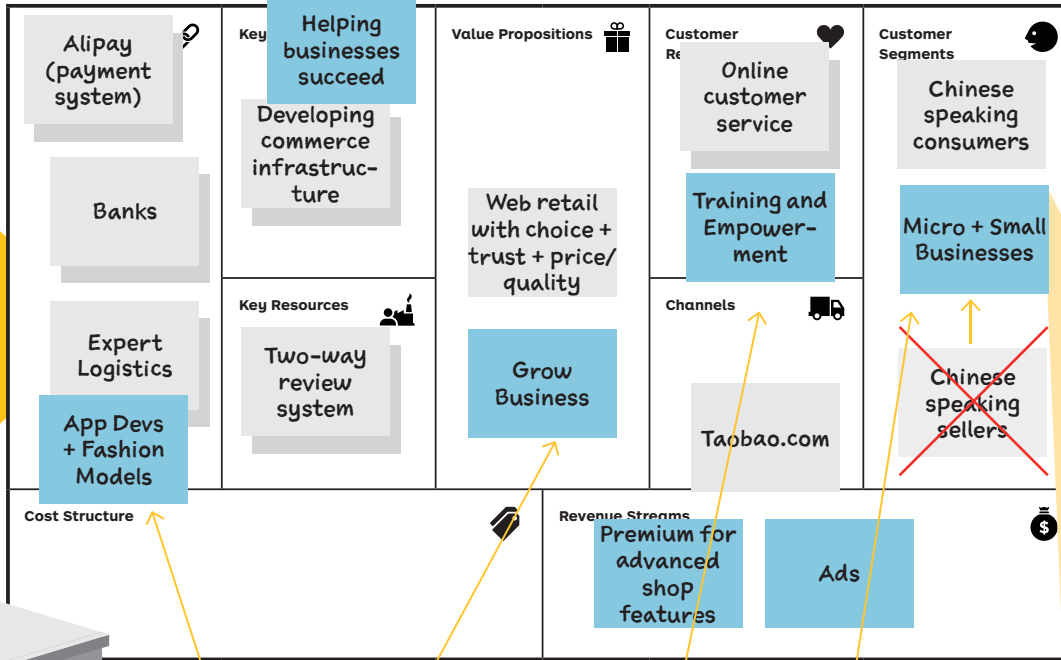 Alipay
(payment
system)
Banks
Expert
Logistics
App Devs
+ Fashion
Models
Key
Helping
businesses
succeed
Developing
commerce
infrastruc-
ture
Key Resources
Two-way
review
system
Value Propositions
Web retail
with choice +
trust + price/
quality
Grow
Business
Customer
Re
Online
customer
service
Training and
Empower-
ment
Channels
Taobao.com
Customer
Segments
Chinese
speaking
consumers
Micro + Small
Businesses
Chinese
speaking
sellers
Cost Structure
Revenue Streams
Premium for
advanced
shop
features
Ads
$